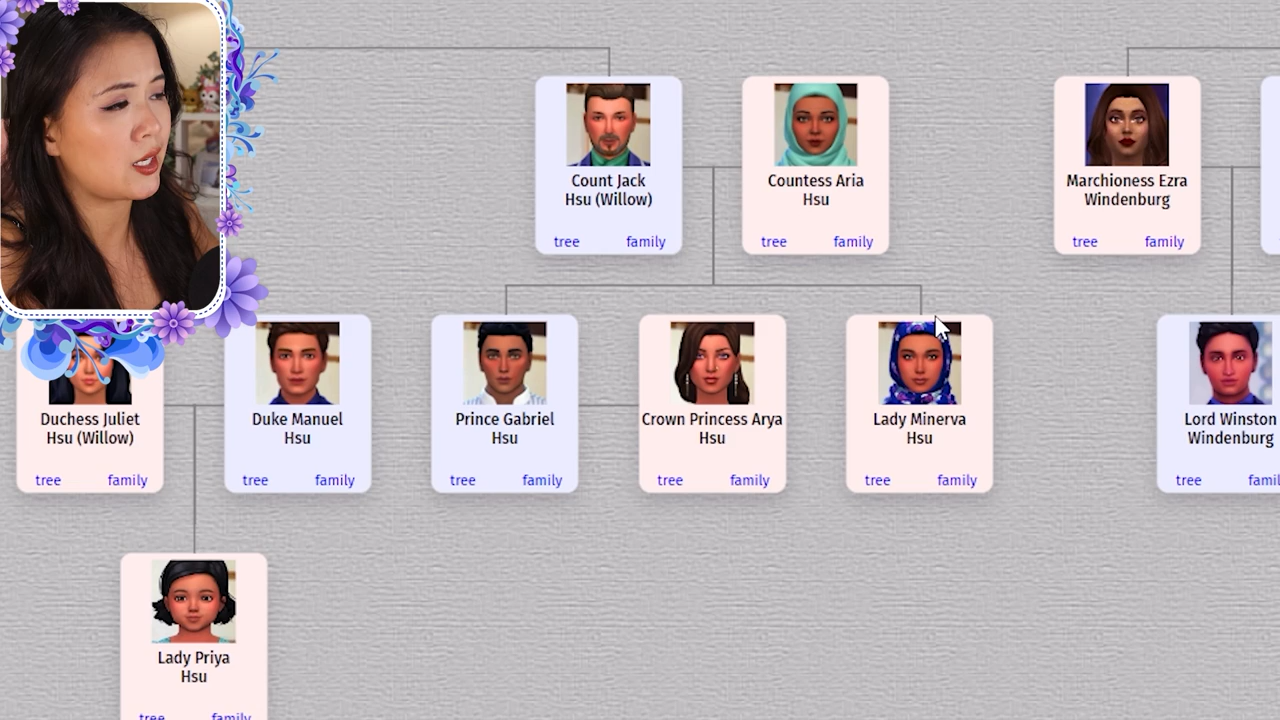 Count Jack
Hsu (Willow)
tree family
Countess Aria
Hsu
tree family
Marchioness Ezra
Windenburg
tree family
Duchess Juliet
Hsu (Willow)
tree family
Duke Manuel
Hsu
tree family
Prince Gabriel
Hsu
tree family
Crown Princess Arya
Hsu
tree family
Lady Minerva
Hsu
tree family
Lord Winston
Windenburg
tree famil
Lady Priya
Hsu
tree family